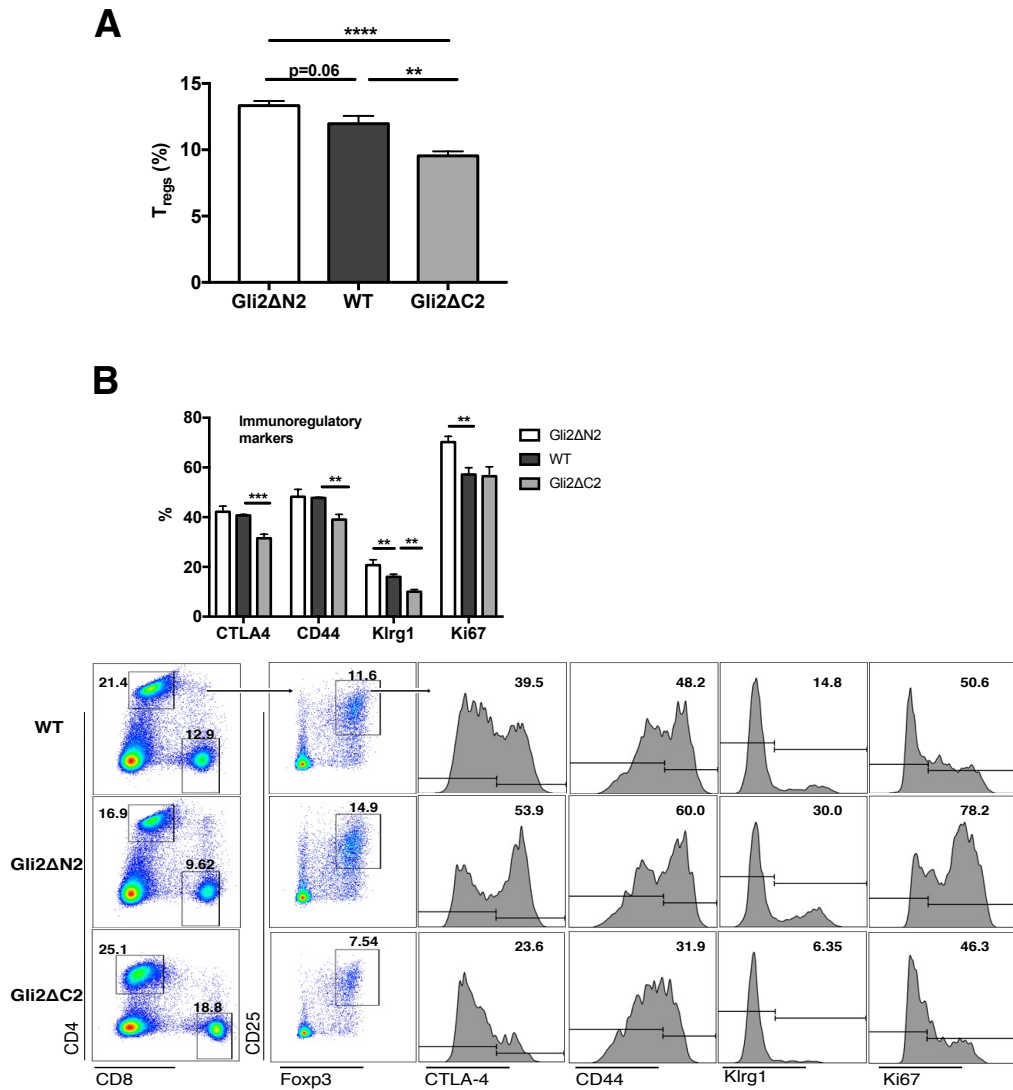 A
****
p=0.06
**
15
10
5
0
Tregs (%)
Gli2ΔN2 WT Gli2ΔC2
B
Immunoregulatory
markers
80
60
40
20
0
%
*** ** ** ** **
Gli2ΔN2
WT
Gli2ΔC2
CTLA4 CD44 Klrg1 Ki67
WT
21.4 12.9 11.6 39.5 48.2 14.8 50.6
Gli2ΔN2
16.9 9.62 14.9 53.9 60.0 30.0 78.2
Gli2ΔC2
25.1 18.8 7.54 23.6 31.9 6.35 46.3
CD4
CD25
CD8 Foxp3 CTLA-4 CD44 Klrg1 Ki67